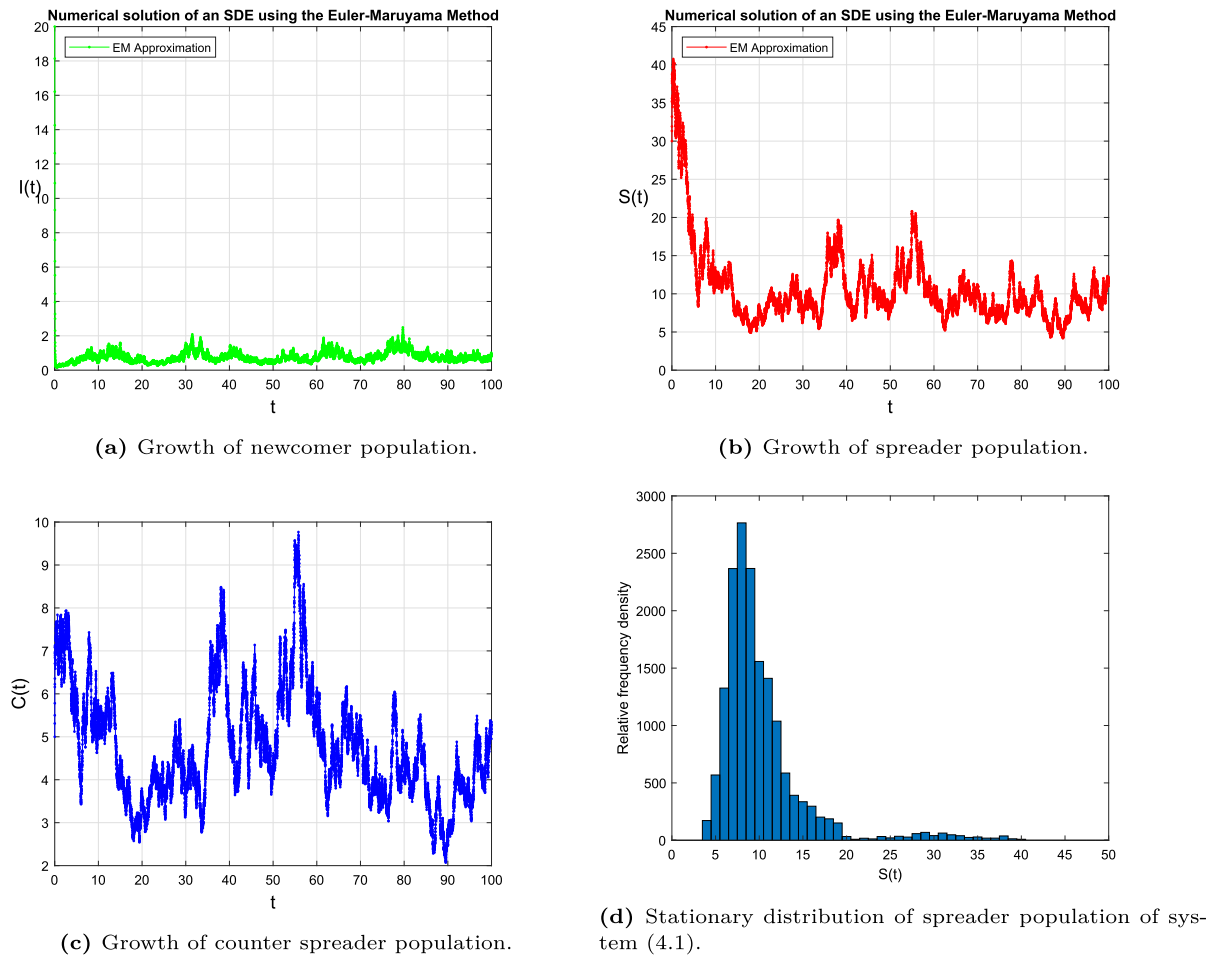 Numerical solution of an SDE using the Euler-Maruyama Method
EM Approximation
20
18
16
14
12
10
8
6
4
2
0
I(t)
0 10 20 30 40 50 60 70 80 90 100
t
(a) Growth of newcomer population.
Numerical solution of an SDE using the Euler-Maruyama Method
EM Approximation
45
40
35
30
25
20
15
10
5
0
S(t)
0 10 20 30 40 50 60 70 80 90 100
t
(b) Growth of spreader population.
10
9
8
7
6
5
4
3
2
C(t)
0 10 20 30 40 50 60 70 80 90 100
t
(c) Growth of counter spreader population.
3000
2500
2000
1500
1000
500
0
Relative frequency density
0 5 10 15 20 25 30 35 40 45 50
S(t)
(d) Stationary distribution of spreader population of sys-
tem (4.1).